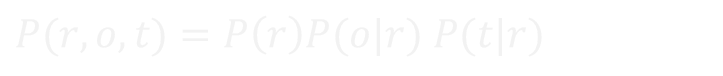 P(r, o, t) = P(r)P(o|r) P(t|r)